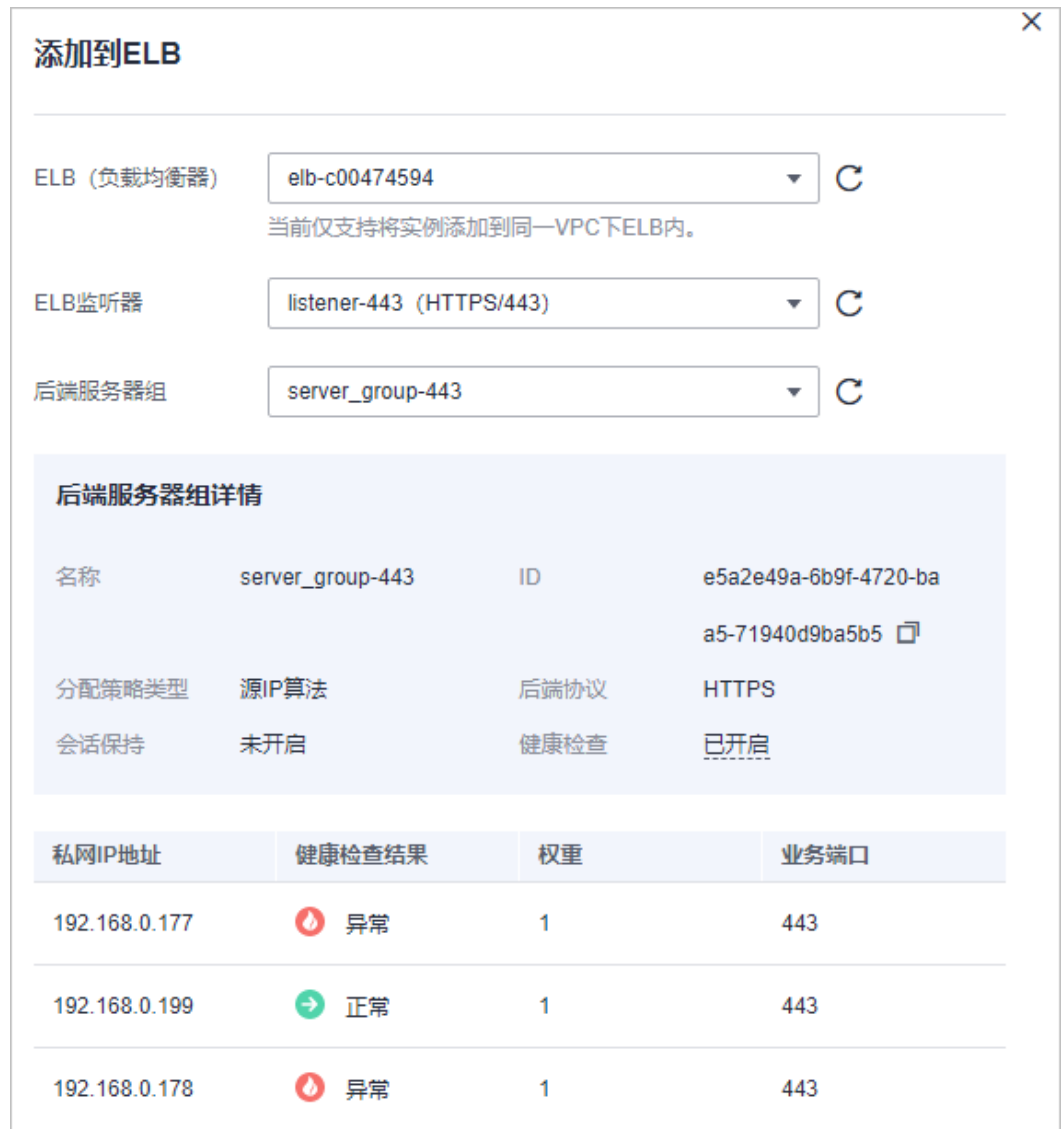 添加到ELB
ELB（负载均衡器） elb-c00474594
当前仅支持将实例添加到同一VPC下ELB内。
ELB监听器 listener-443（HTTPS/443）
后端服务器组 server_group-443
后端服务器组详情
名称 server_group-443 ID e5a2e49a-6b9f-4720-ba
a5-71940d9ba5b5
分配策略类型 源IP算法 后端协议 HTTPS
会话保持 未开启 健康检查 已开启
私网IP地址 健康检查结果 权重 业务端口
192.168.0.177 异常 1 443
192.168.0.199 正常 1 443
192.168.0.178 异常 1 443